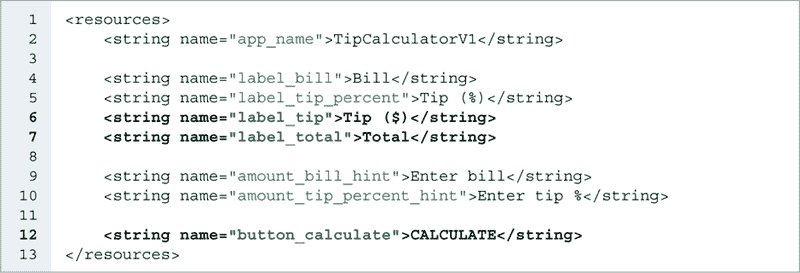 1 <resources>
2     <string name="app_name">TipCalculatorV1</string>
3
4     <string name="label_bill">Bill</string>
5     <string name="label_tip_percent">Tip (%)</string>
6     <string name="label_tip">Tip ($)</string>
7     <string name="label_total">Total</string>
8
9     <string name="amount_bill_hint">Enter bill</string>
10     <string name="amount_tip_percent_hint">Enter tip %</string>
11
12     <string name="button_calculate">CALCULATE</string>
13 </resources>